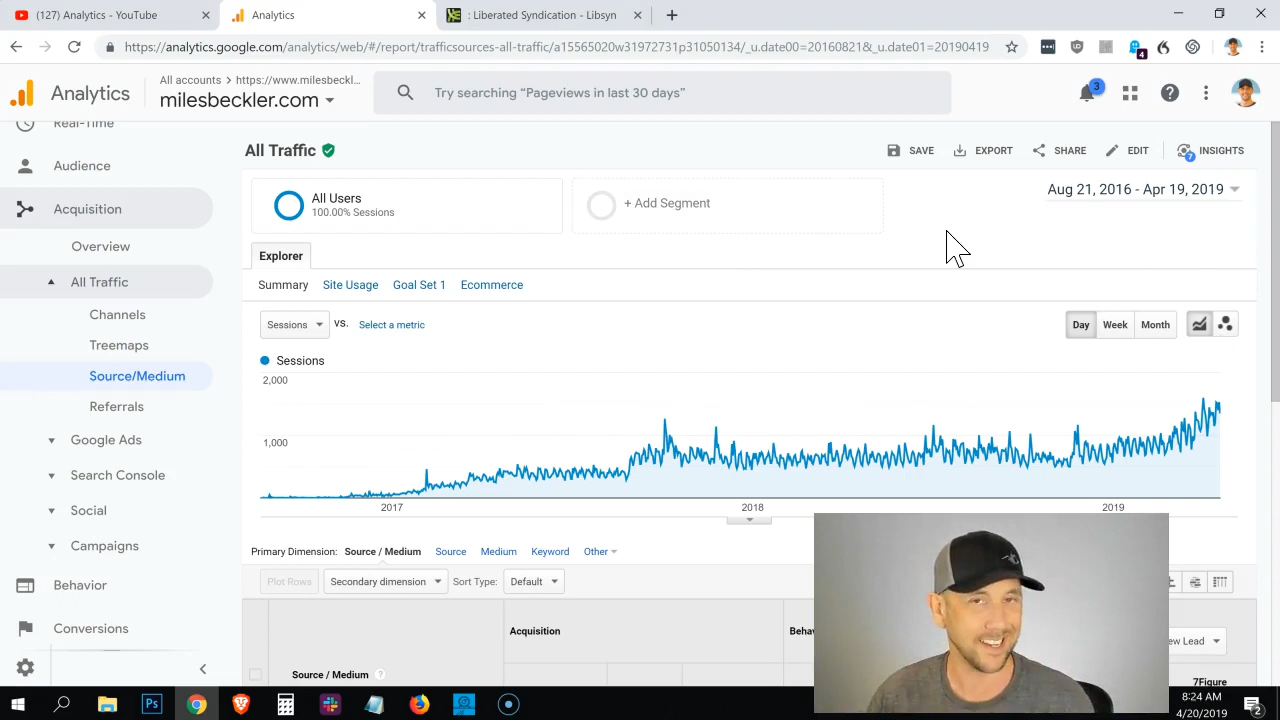 (127) Analytics - YouTube
Analytics
: Liberated Syndication - Libsyn
https://analytics.google.com/analytics/web/#/report/trafficsources-all-traffic/a15565020w31972731p31050134/_u.date00=20160821&_u.date01=20190419
4
Analytics
All accounts > https://www.milesbeckl...
milesbeckler.com
Try searching “Pageviews in last 30 days”
3
Real-Time
Audience
Acquisition
Overview
All Traffic
Channels
Treemaps
Source/Medium
Referrals
Google Ads
Search Console
Social
Campaigns
Behavior
Conversions
All Traffic
SAVE
EXPORT
SHARE
EDIT
INSIGHTS
7
All Users
100.00% Sessions
+ Add Segment
Aug 21, 2016 - Apr 19, 2019
Explorer
Summary
Site Usage
Goal Set 1
Ecommerce
Sessions
vs.
Select a metric
Day
Week
Month
Sessions
2,000
1,000
2017
2018
2019
Primary Dimension:
Source / Medium
Source
Medium
Keyword
Other
Plot Rows
Secondary dimension
Sort Type:
Default
Acquisition
Source / Medium
?
7Figure
8:24 AM
4/20/2019
2